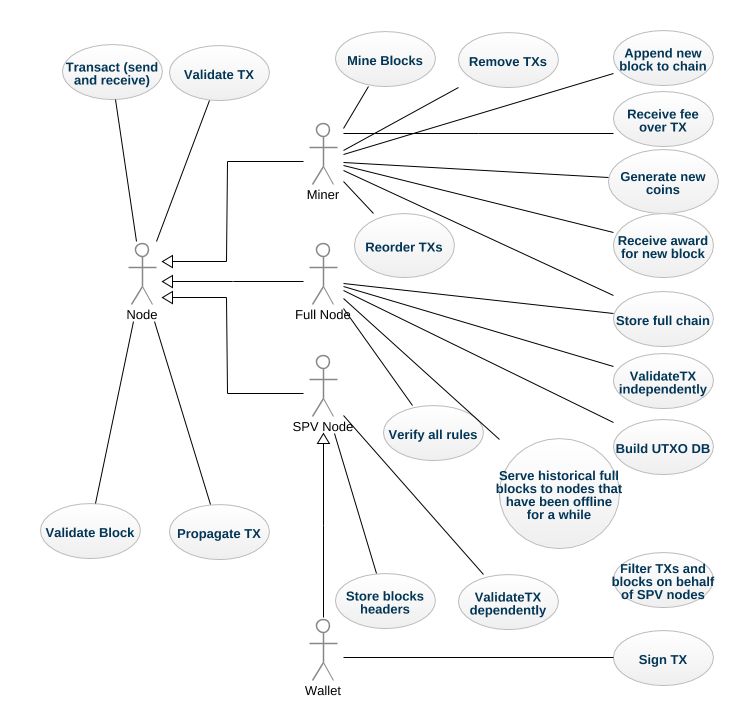 Transact (send
and receive)
Validate TX
Mine Blocks
Remove TXs
Append new
block to chain
Receive fee
over TX
Generate new
coins
Receive award
for new block
Miner
Reorder TXs
Node
Full Node
Store full chain
ValidateTX
independently
SPV Node
Verify all rules
Build UTXO DB
Serve historical full
blocks to nodes that
have been offline
for a while
Validate Block
Propagate TX
Filter TXs and
blocks on behalf
of SPV nodes
Store blocks
headers
ValidateTX
dependently
Sign TX
Wallet